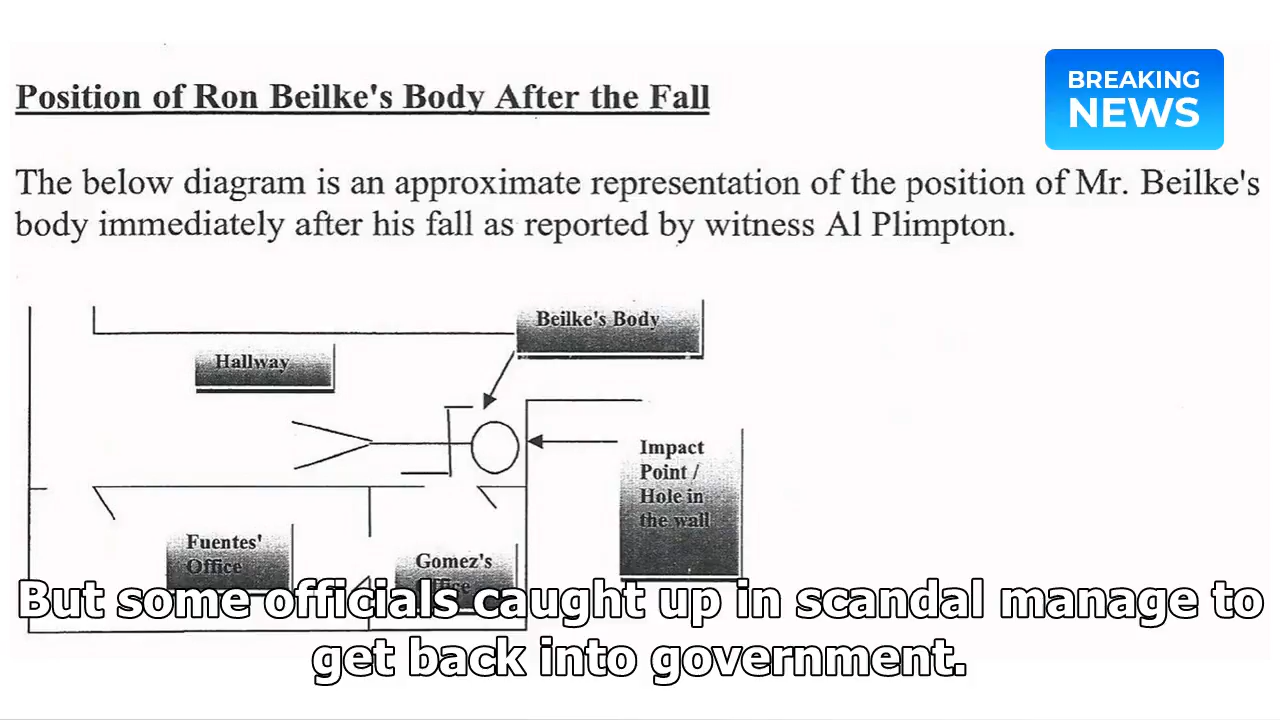 Position of Ron Beilke's Body After the Fall
BREAKING
NEWS
The below diagram is an approximate representation of the position of Mr. Beilke's
body immediately after his fall as reported by witness Al Plimpton.
Beilke's Body
Hallway
Impact
Point /
Hole in
the wall
Fuentes'
Office
Gomez's
Office
But some officials caught up in scandal manage to
get back into government.